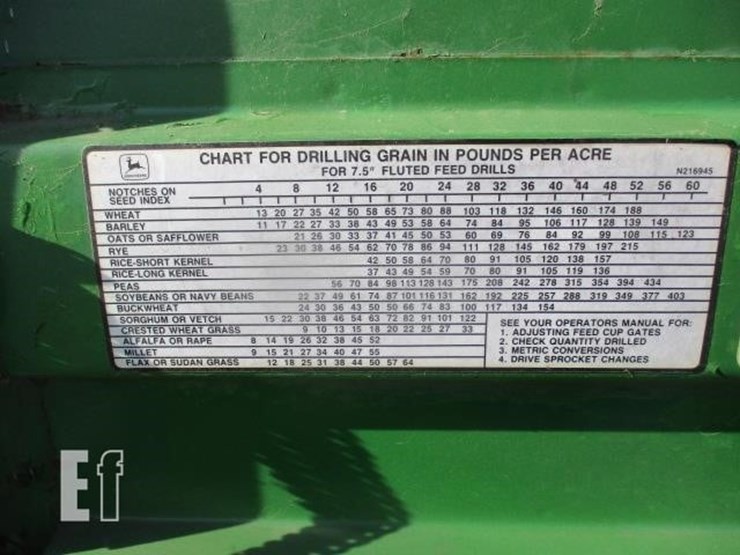 CHART FOR DRILLING GRAIN IN POUNDS PER ACRE
FOR 7.5" FLUTED FEED DRILLS
N216945
NOTCHES ON SEED INDEX 4 8 12 16 20 24 28 32 36 40 44 48 52 56 60
WHEAT 13 20 27 35 42 50 58 65 73 80 88 103 118 132 146 160 174 188
BARLEY 11 17 22 27 33 38 43 49 53 58 64 74 84 95 106 117 128 139 149
OATS OR SAFFLOWER 21 26 30 33 37 41 45 50 53 60 69 76 84 92 99 108 115 123
RYE 23 30 38 46 54 62 70 78 86 94 111 128 145 162 179 197 215
RICE-SHORT KERNEL 42 50 58 64 70 80 91 105 120 138 157
RICE-LONG KERNEL 37 43 49 54 59 70 80 91 105 119 136
PEAS 56 70 84 98 113 128 143 175 208 242 278 315 354 394 434
SOYBEANS OR NAVY BEANS 22 37 49 61 74 87 101 116 131 162 192 225 257 288 319 349 377 403
BUCKWHEAT 24 30 36 43 50 50 66 74 83 100 117 134 154
SORGHUM OR VETCH 15 22 30 38 46 54 63 72 82 91 101 122
CRESTED WHEAT GRASS 9 10 13 15 18 20 22 25 27 33
ALFALFA OR RAPE 8 14 19 26 32 38 45 52
MILLET 9 15 21 27 34 40 47 55
FLAX OR SUDAN GRASS 12 18 25 31 38 44 50 57 64
SEE YOUR OPERATORS MANUAL FOR:
1. ADJUSTING FEED CUP GATES
2. CHECK QUANTITY DRILLED
3. METRIC CONVERSIONS
4. DRIVE SPROCKET CHANGES
Ef